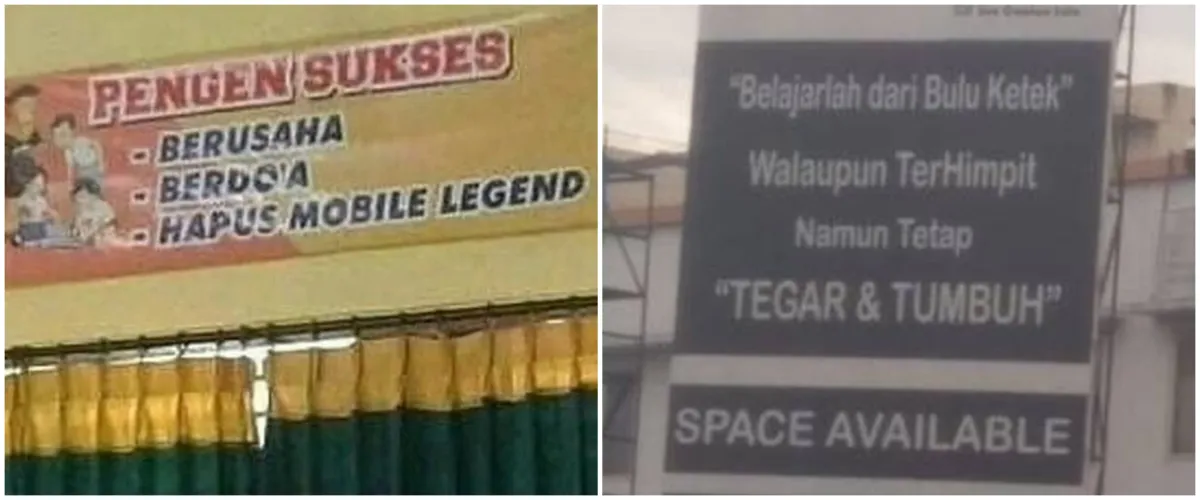 PENGEN SUKSES
- BERUSAHA
- BERDO'A
- HAPUS MOBILE LEGEND
"Belajarlah dari Bulu Ketek"
Walaupun TerHimpit
Namun Tetap
"TEGAR & TUMBUH"
SPACE AVAILABLE